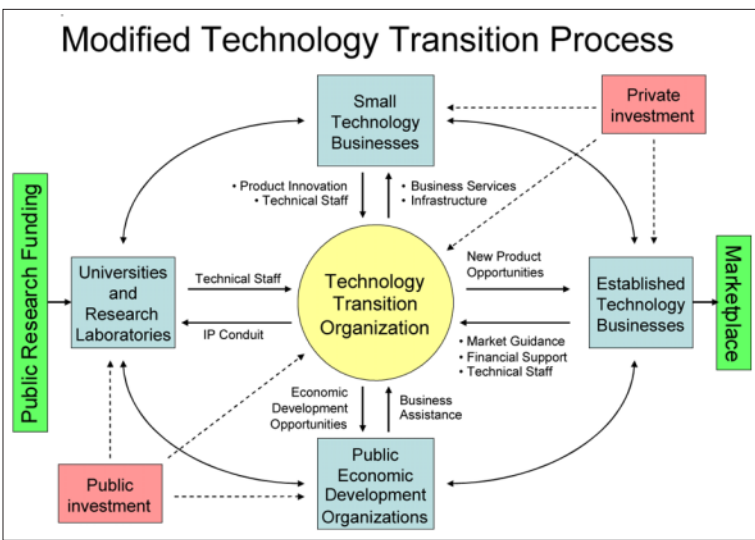 Modified Technology Transition Process
Small
Technology
Businesses
Private
investment
• Product Innovation
• Technical Staff
• Business Services
• Infrastructure
Public Research Funding
Universities
and
Research
Laboratories
Technical Staff
IP Conduit
Technology
Transition
Organization
New Product
Opportunities
• Market Guidance
• Financial Support
• Technical Staff
Established
Technology
Businesses
Marketplace
Economic
Development
Opportunities
Business
Assistance
Public
investment
Public
Economic
Development
Organizations